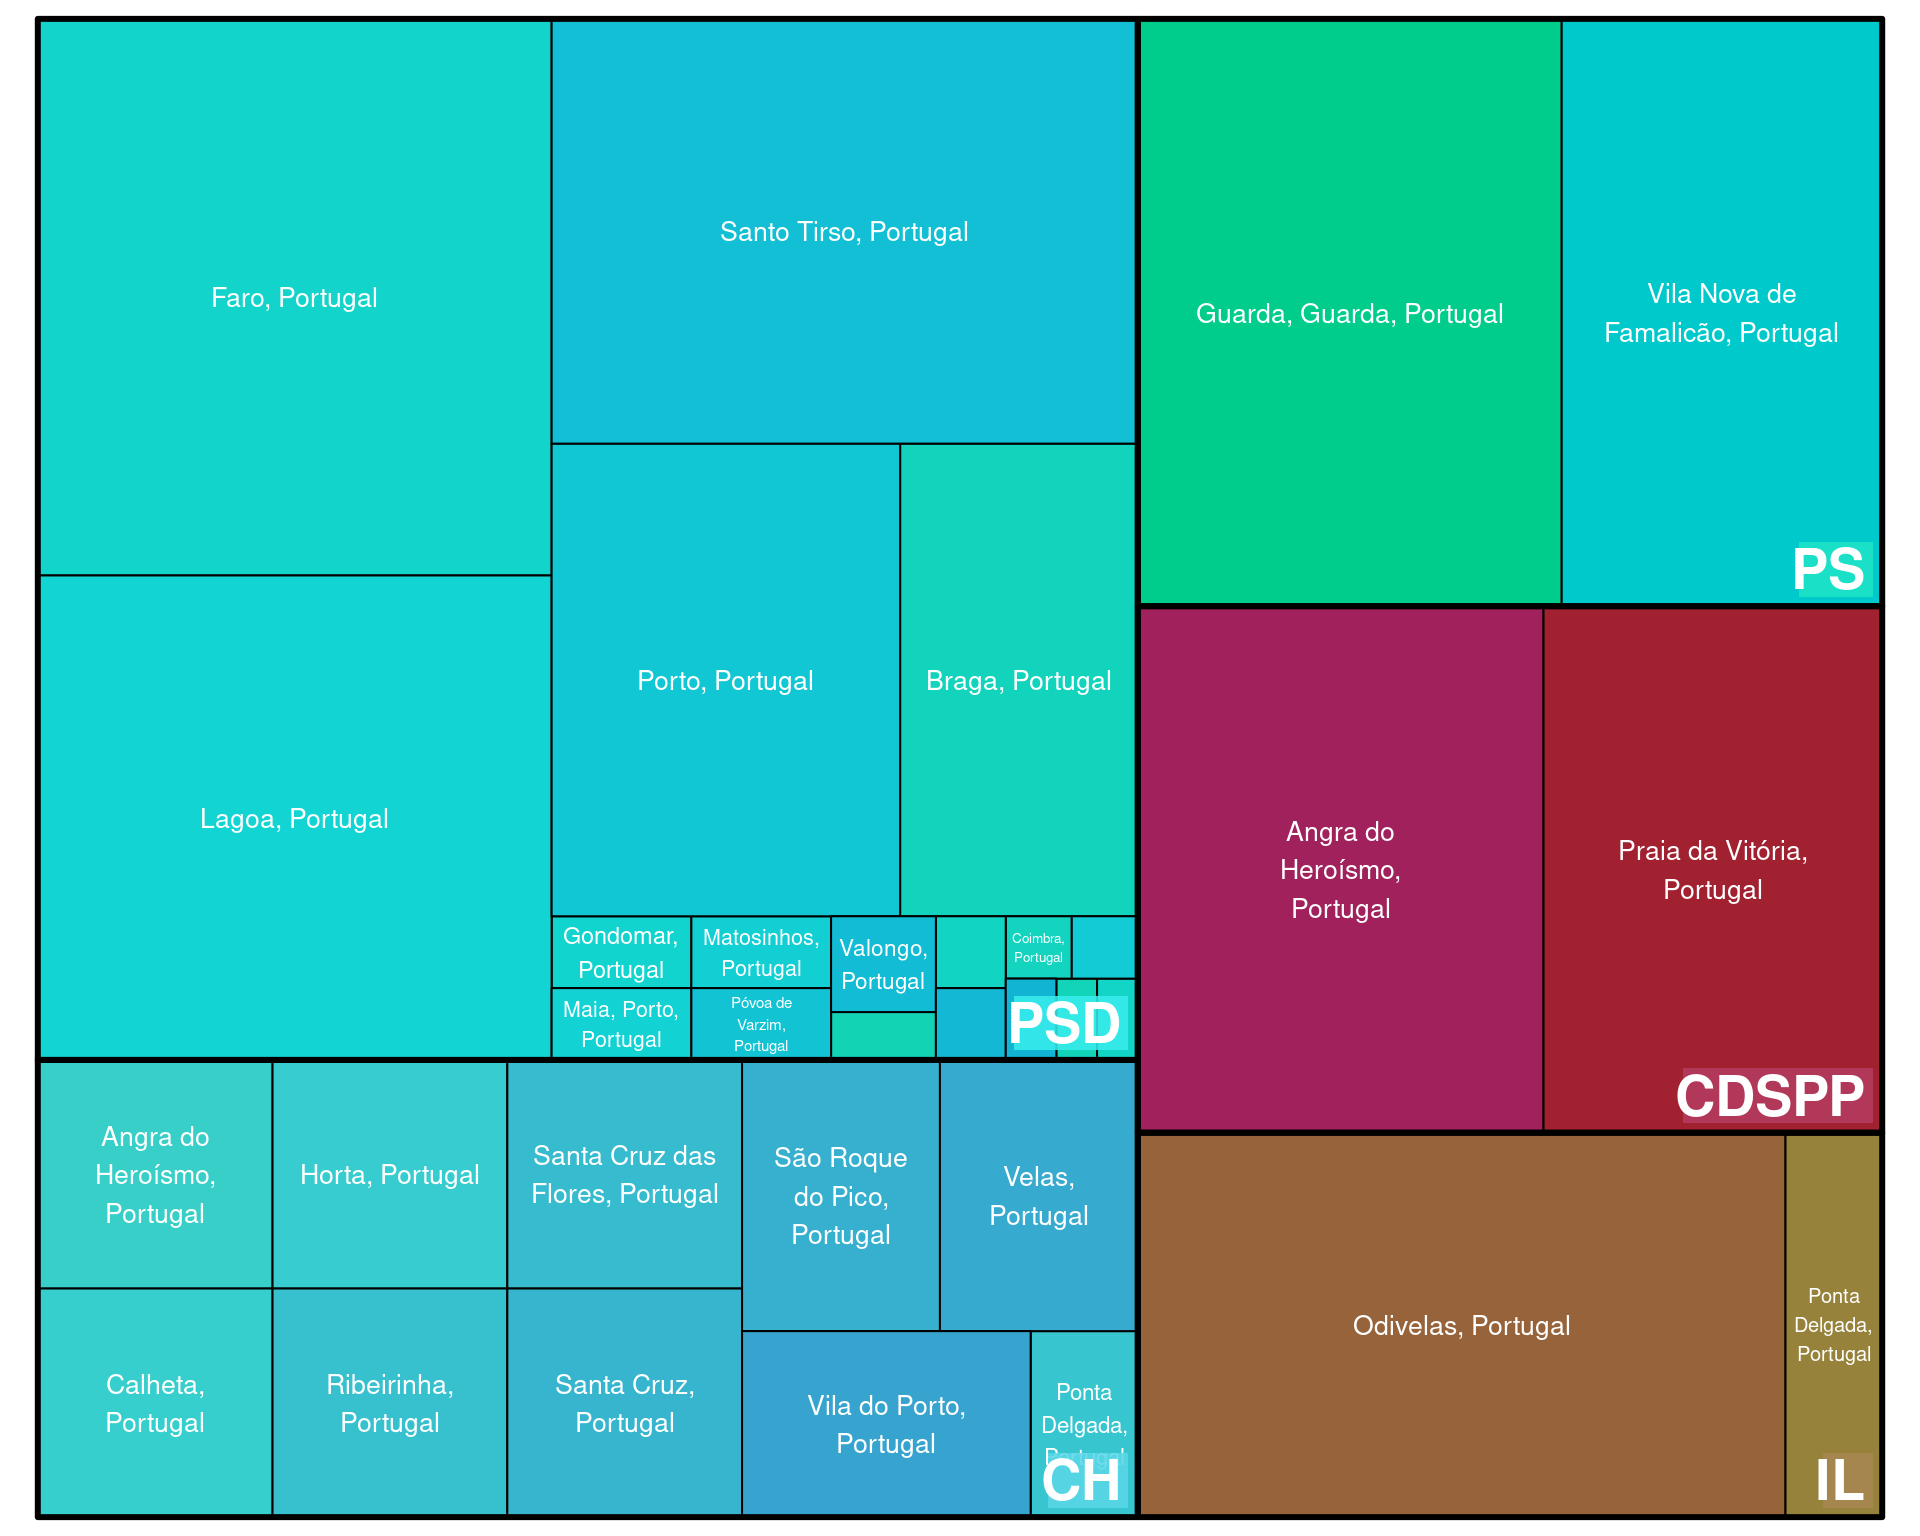 Faro, Portugal
Santo Tirso, Portugal
Lagoa, Portugal
Porto, Portugal
Braga, Portugal
Gondomar,
Portugal
Matosinhos,
Portugal
Valongo,
Portugal
Coimbra,
Portugal
Maia, Porto,
Portugal
Póvoa de
Varzim,
Portugal
PSD
Guarda, Guarda, Portugal
Vila Nova de
Famalicão, Portugal
PS
Angra do
Heroísmo,
Portugal
Praia da Vitória,
Portugal
CDSPP
Angra do
Heroísmo,
Portugal
Horta, Portugal
Santa Cruz das
Flores, Portugal
São Roque
do Pico,
Portugal
Velas,
Portugal
Calheta,
Portugal
Ribeirinha,
Portugal
Santa Cruz,
Portugal
Vila do Porto,
Portugal
Ponta
Delgada,
Portugal
CH
Odivelas, Portugal
Ponta
Delgada,
Portugal
IL